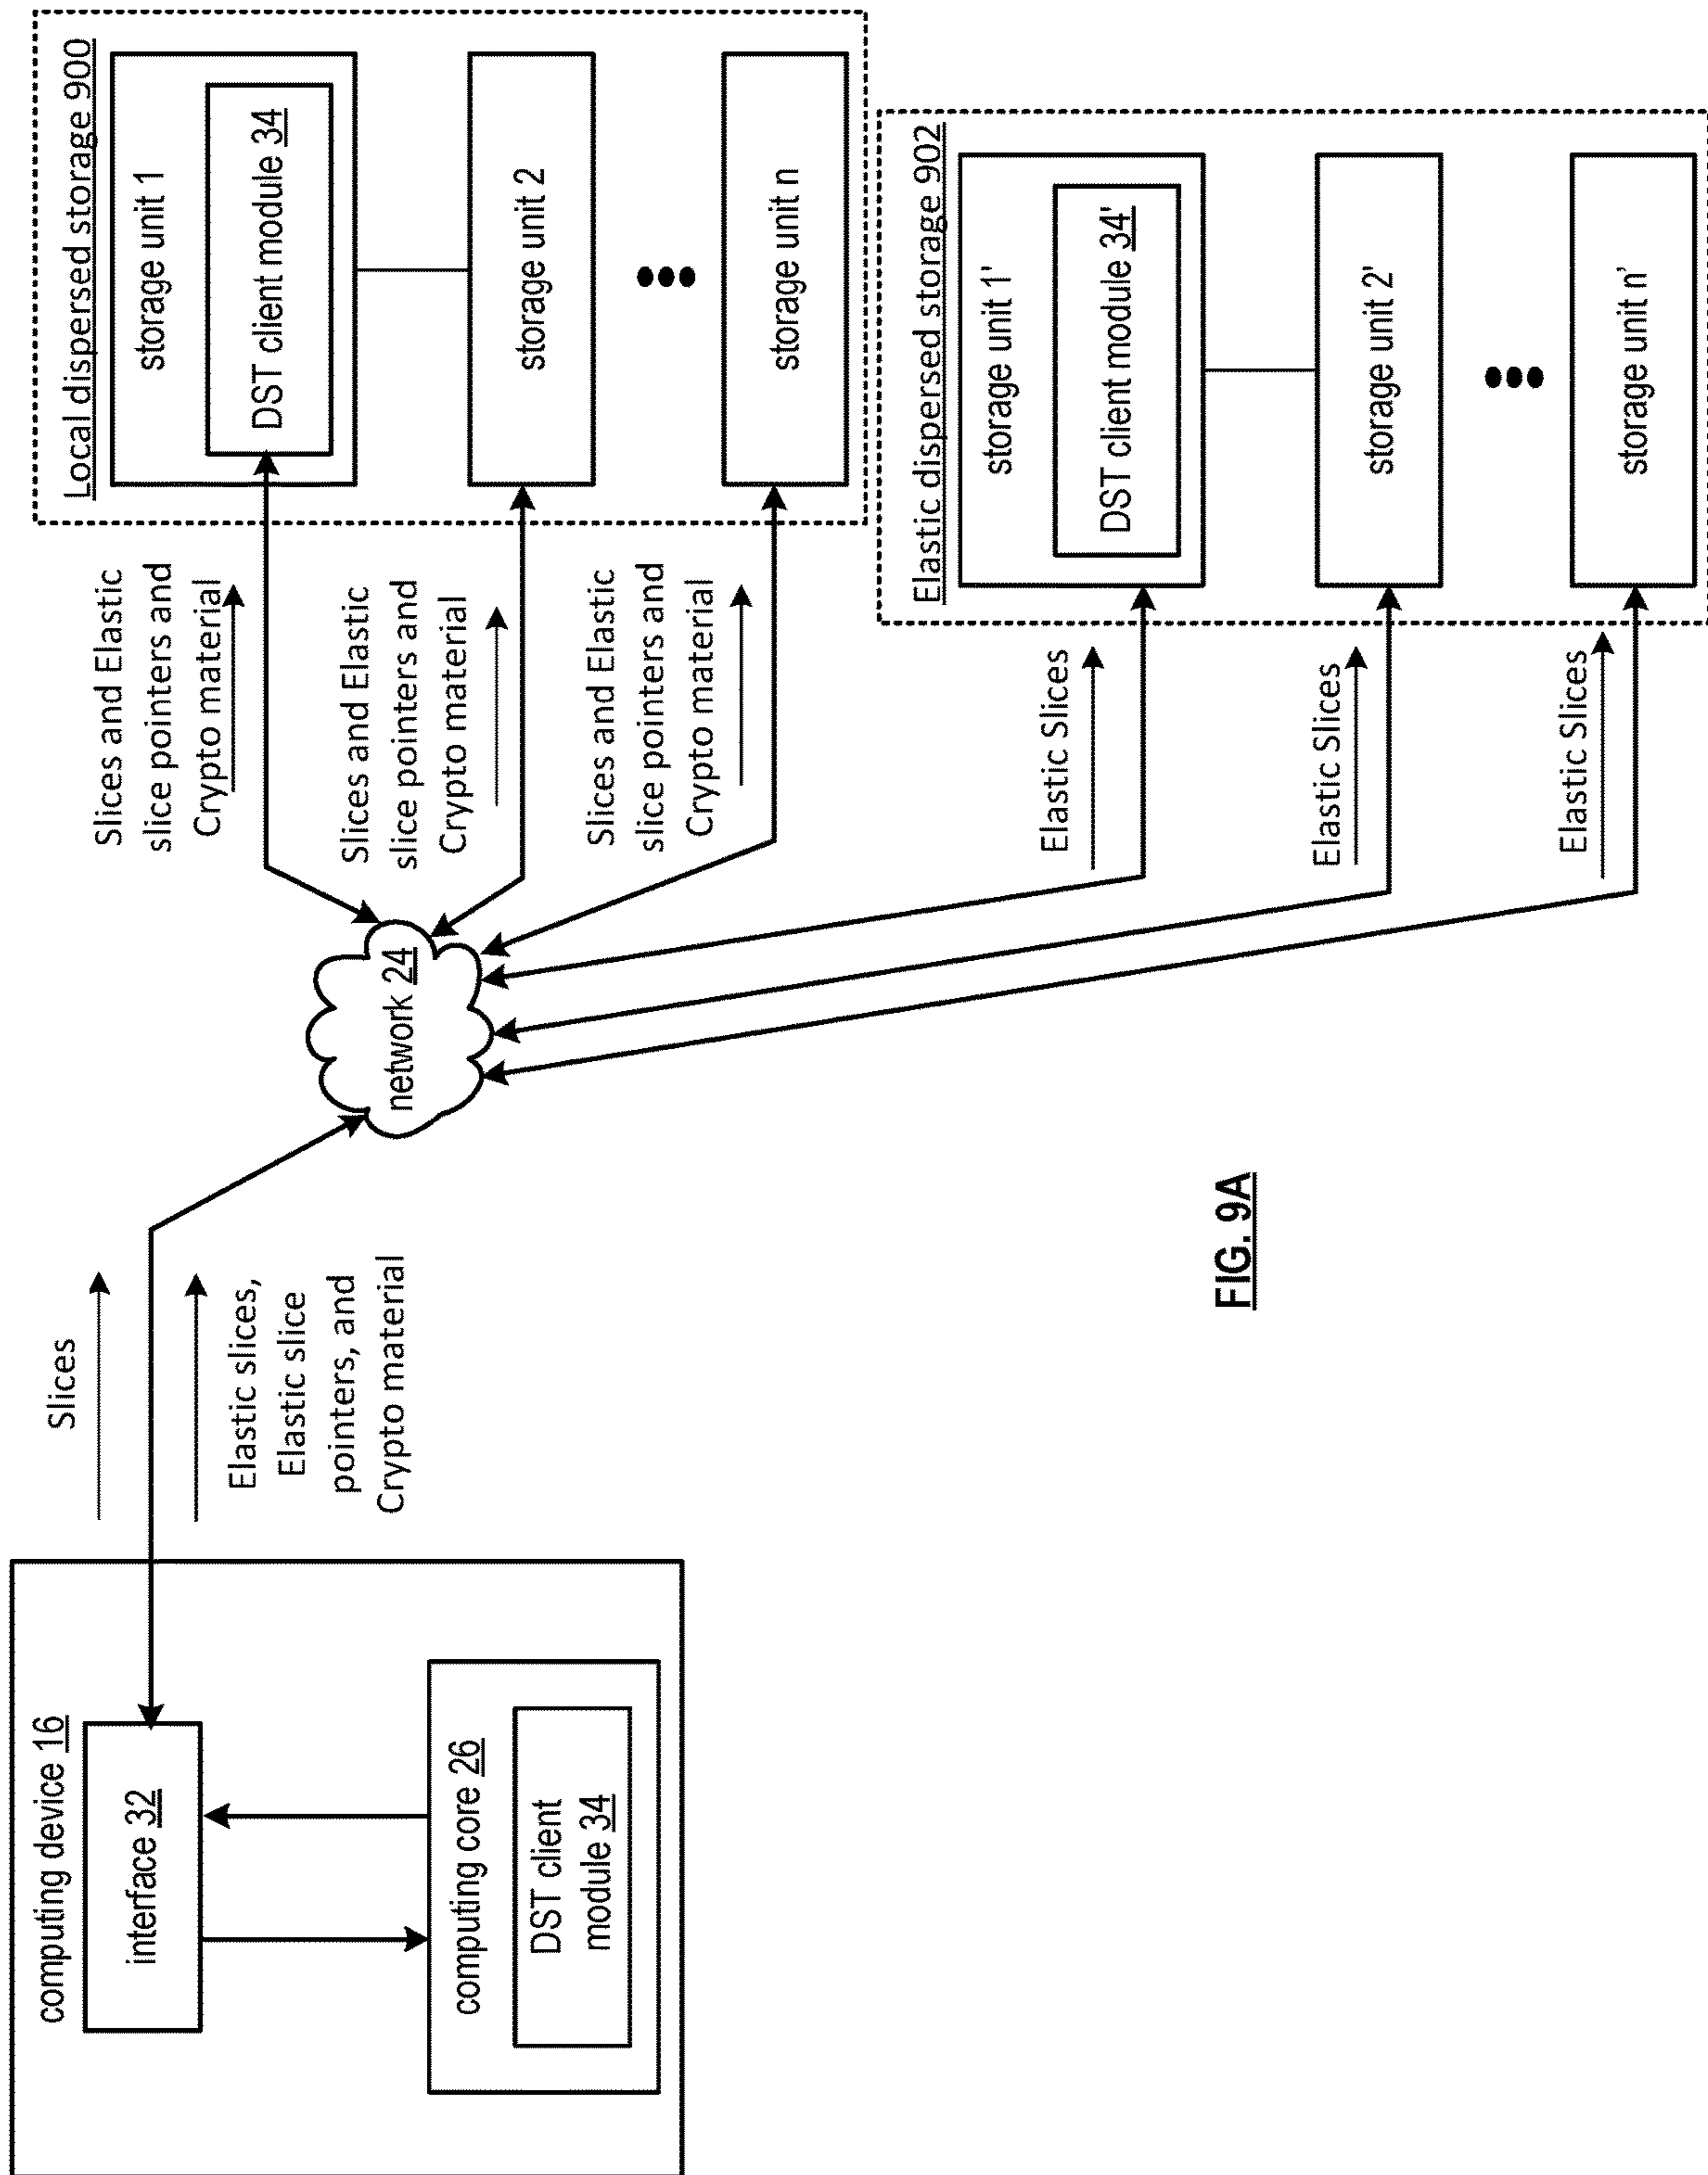 computing device 16
interface 32
computing core 26
DST client
module 34
Slices
Elastic slices,
Elastic slice
pointers, and
Crypto material
network 24
Slices and Elastic
slice pointers and
Crypto material
Slices and Elastic
slice pointers and
Crypto material
Slices and Elastic
slice pointers and
Crypto material
Local dispersed storage 900
storage unit 1
DST client module 34
storage unit 2
storage unit n
Elastic Slices
Elastic Slices
Elastic Slices
Elastic dispersed storage 902
storage unit 1'
DST client module 34'
storage unit 2'
storage unit n’
FIG. 9A